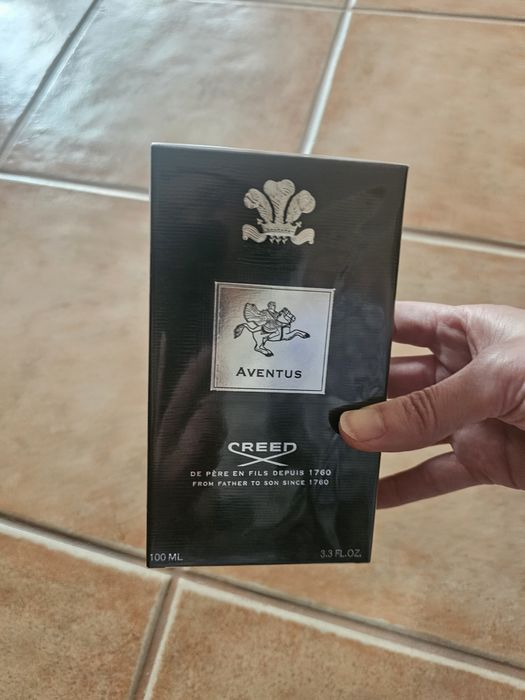 AVENTUS
CREED
DE PÈRE EN FILS DEPUIS 1760
FROM FATHER TO SON SINCE 1760
100 ML 3.3 FL.OZ.